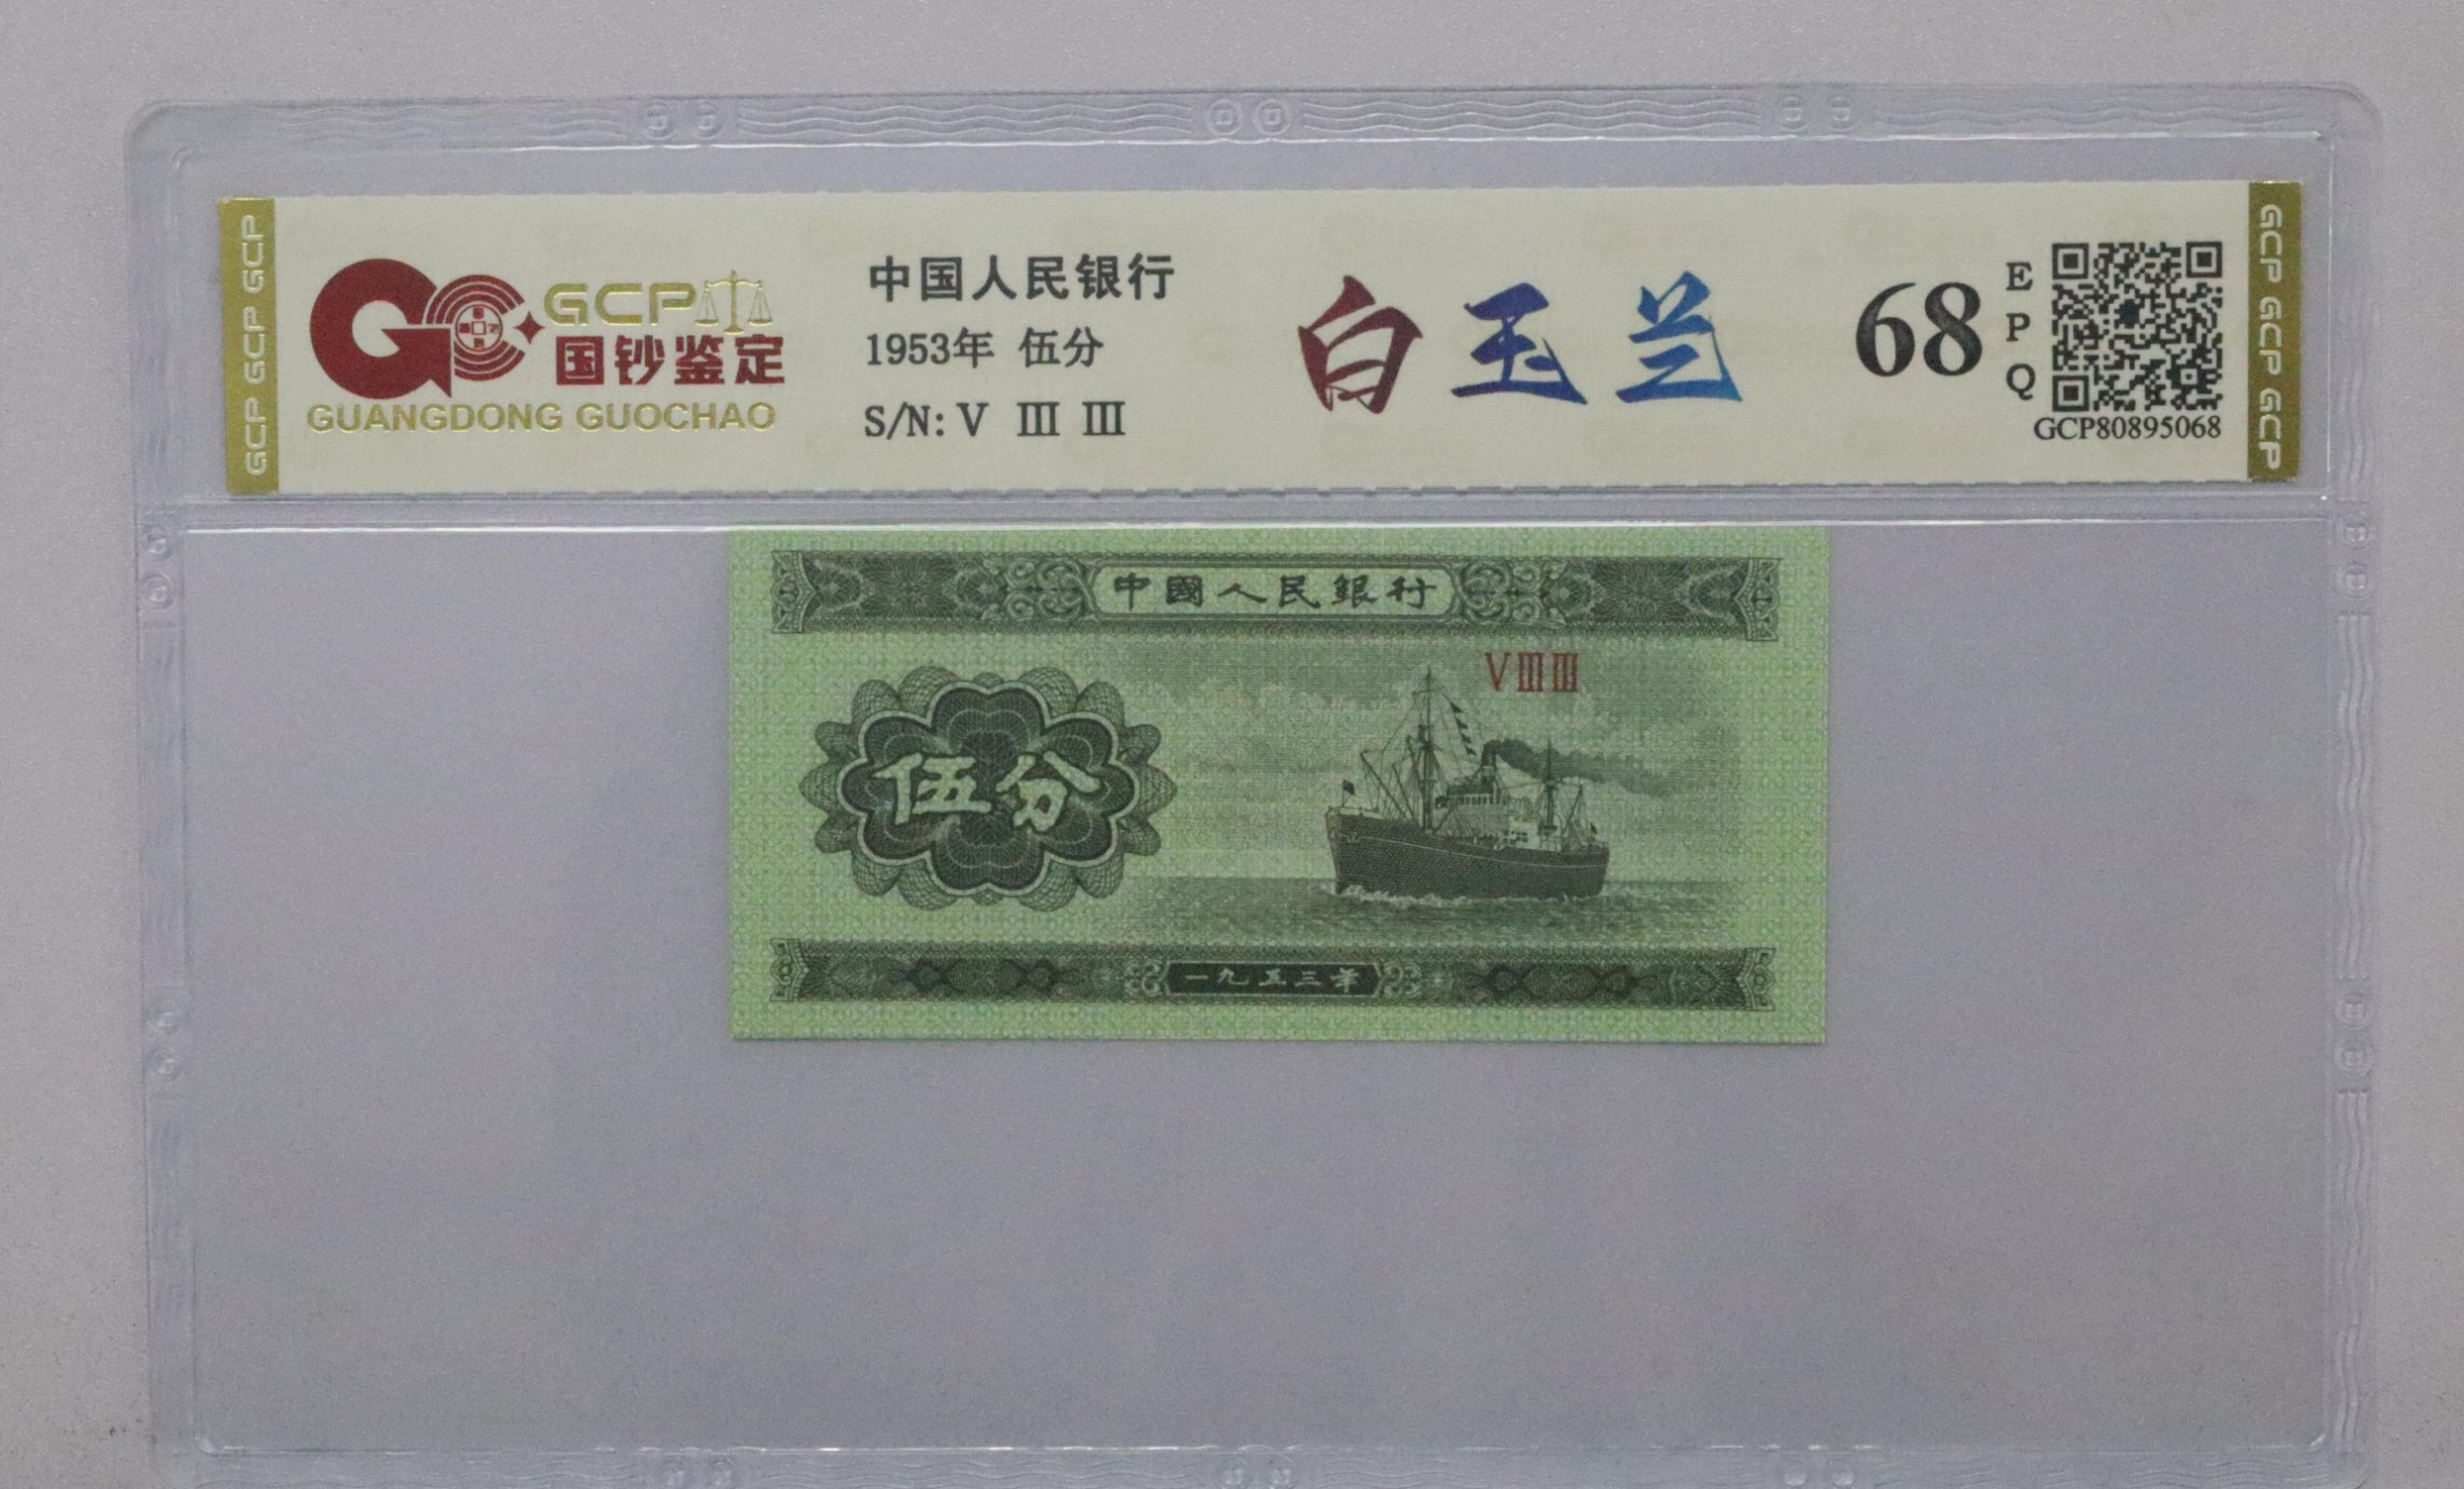 GCP GCP GCP
GCP
国钞鉴定
GUANGDONG GUOCHAO
中国人民银行
1953年 伍分
S/N: V Ⅲ Ⅲ
白玉兰
68
E
P
Q
GCP80895068
GCP GCP GCP
中國人民銀行
VⅢⅢ
伍分
一九五三年